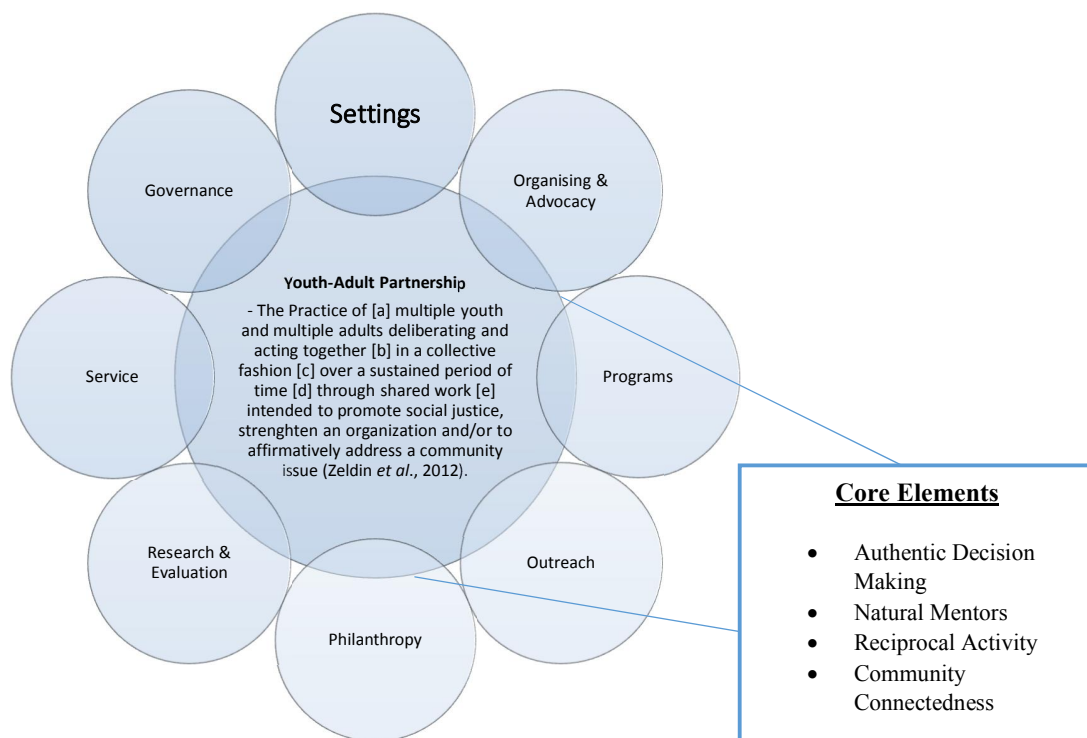 Settings
Organising &
Advocacy
Programs
Outreach
Philanthropy
Research &
Evaluation
Service
Governance
Youth-Adult Partnership
- The Practice of [a] multiple youth
and multiple adults deliberating and
acting together [b] in a collective
fashion [c] over a sustained period of
time [d] through shared work [e]
intended to promote social justice,
strenghten an organization and/or to
affirmatively address a community
issue (Zeldin et al., 2012).
Core Elements
• Authentic Decision
Making
• Natural Mentors
• Reciprocal Activity
• Community
Connectedness